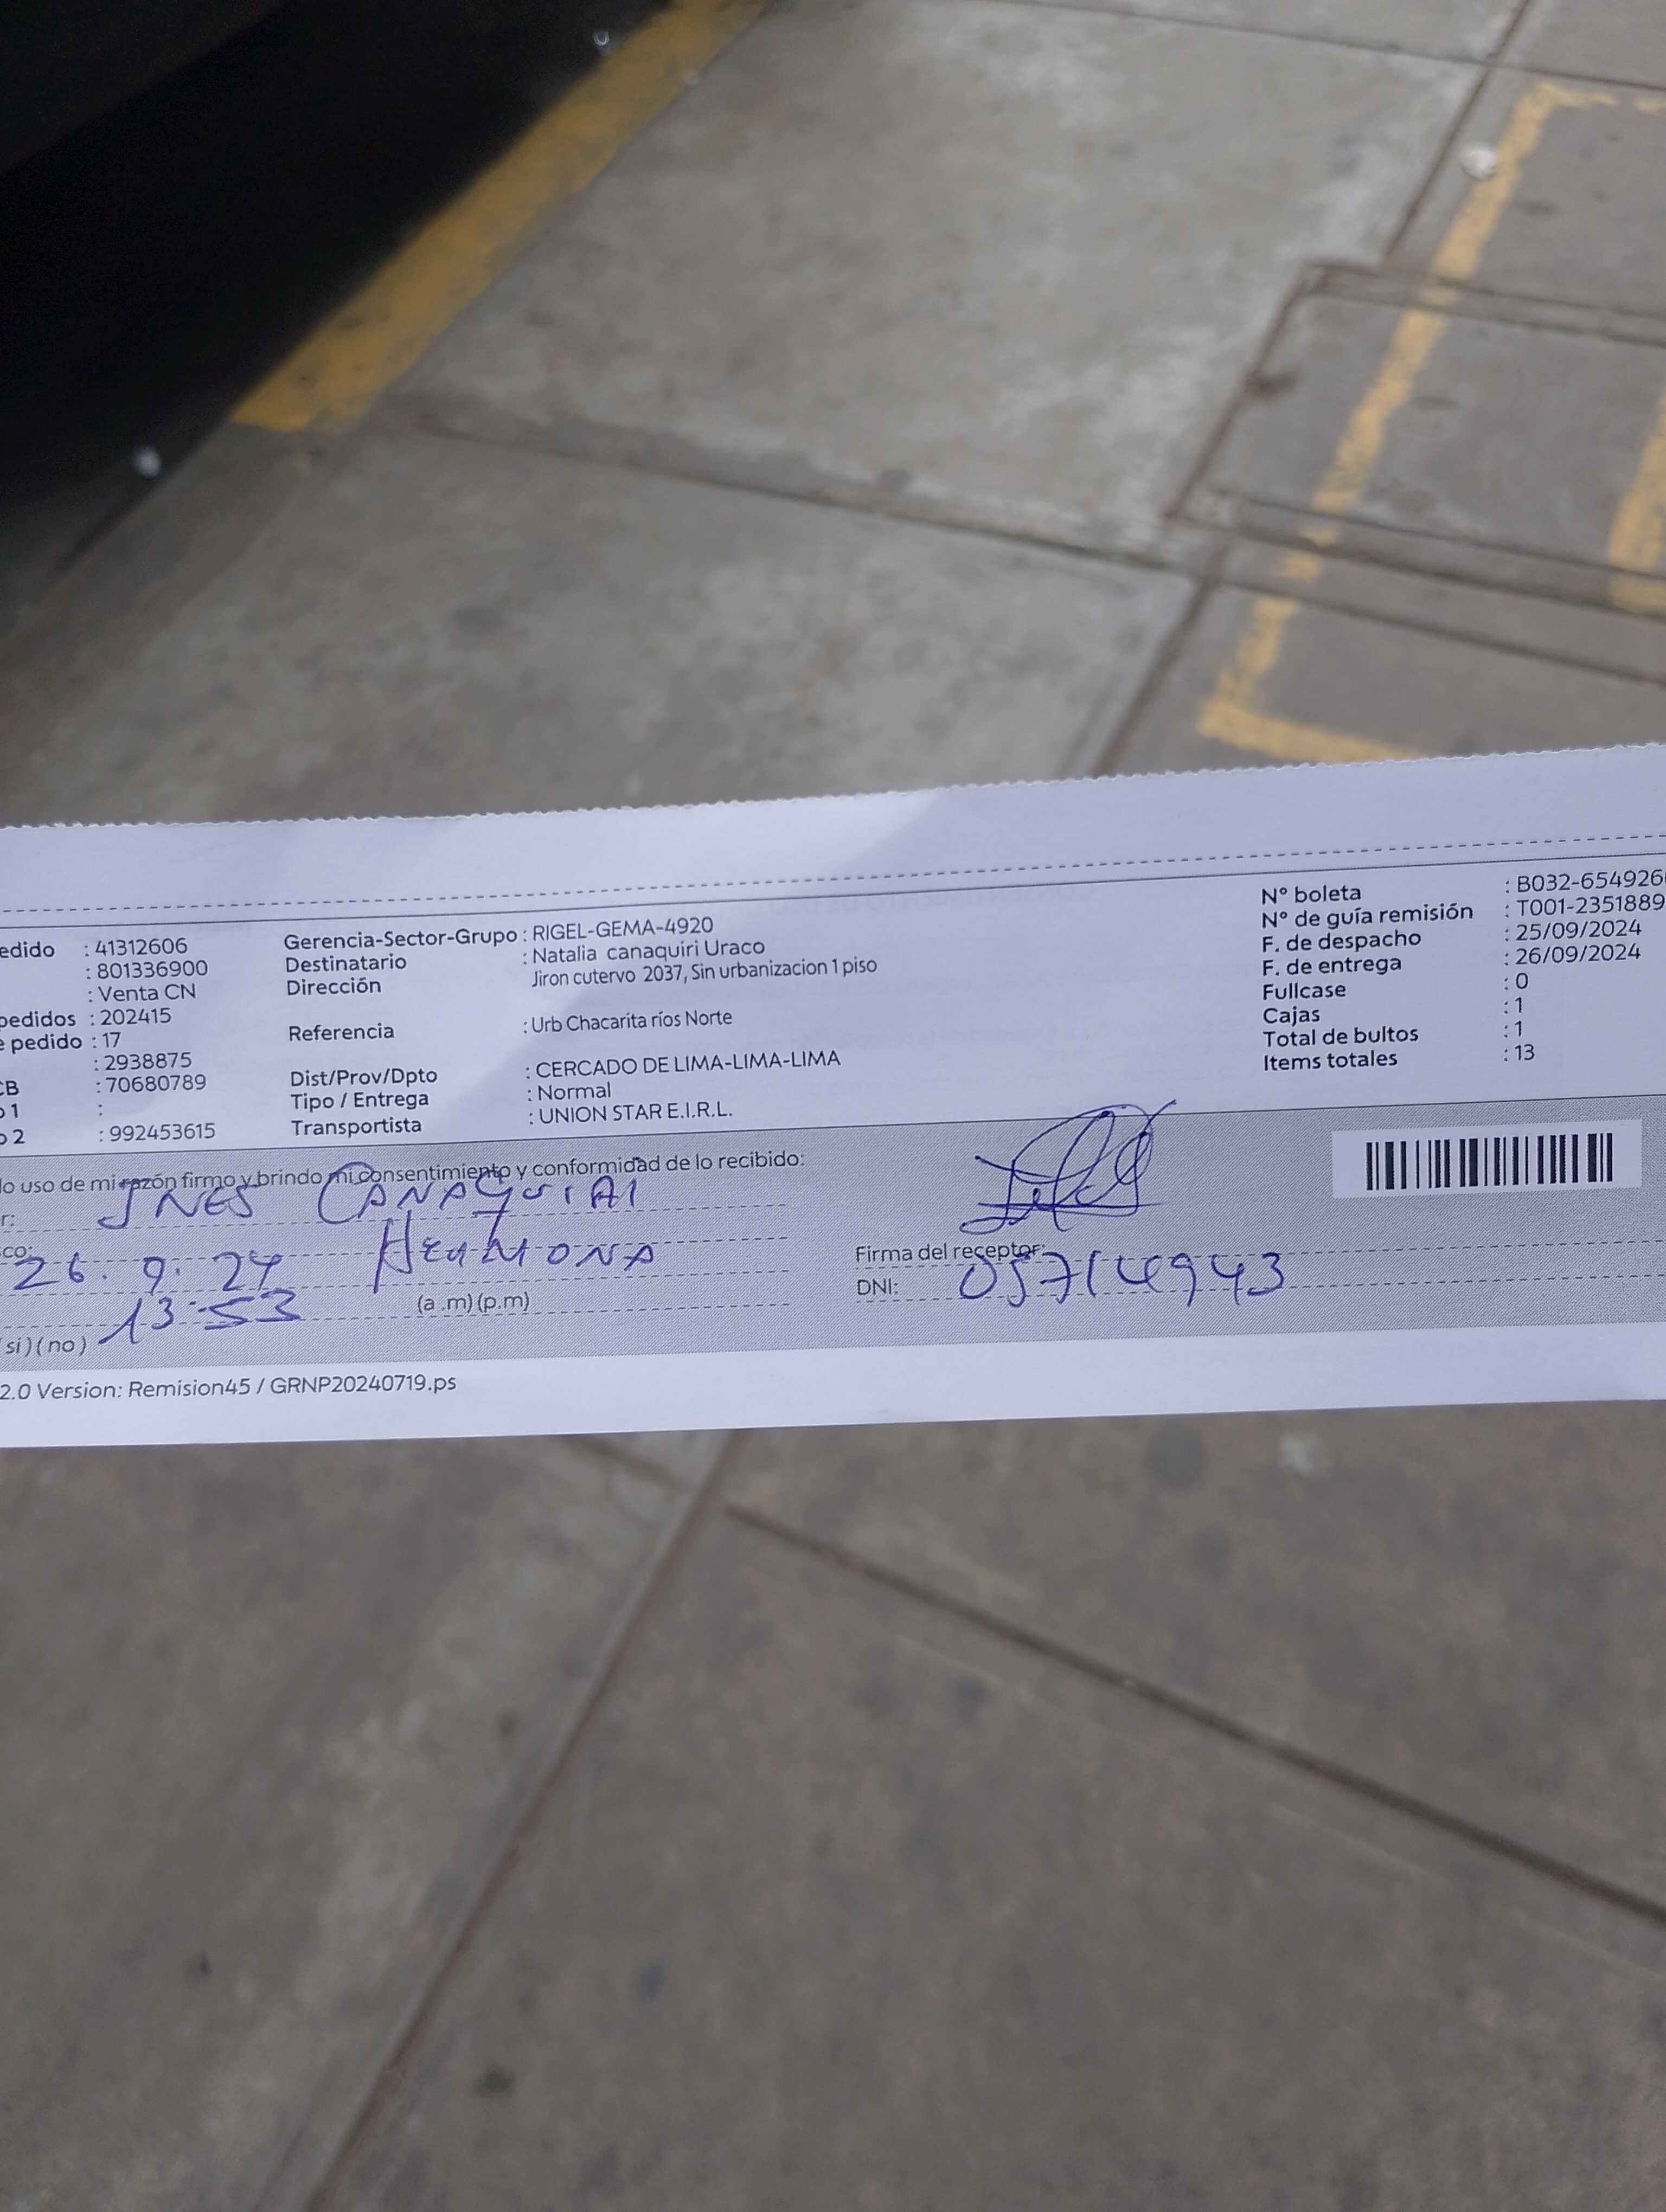 edido : 41312606
: 801336900
: Venta CN
pedidos : 202415
e pedido : 17
: 2938875
CB : 70680789
o 1 :
o 2 : 992453615
Gerencia-Sector-Grupo : RIGEL-GEMA-4920
Destinatario : Natalia canaquiri Uraco
Dirección Jiron cutervo 2037, Sin urbanizacion 1 piso
Referencia : Urb Chacarita ríos Norte
Dist/Prov/Dpto : CERCADO DE LIMA-LIMA-LIMA
Tipo / Entrega : Normal
Transportista : UNION STAR E.I.R.L.
N° boleta : B032-654926
N° de guía remisión : T001-2351889
F. de despacho : 25/09/2024
F. de entrega : 26/09/2024
Fullcase : 0
Cajas : 1
Total de bultos : 1
Items totales : 13
lo uso de mi razón firmo y brindo mi consentimiento y conformidad de lo recibido:
r: INES CANAQUIRI
co: HERMONA
26.9.24
13:53 (a .m) (p.m)
si) ( no )
Firma del receptor:
DNI: 05714943
2.0 Version: Remision45 / GRNP20240719.ps